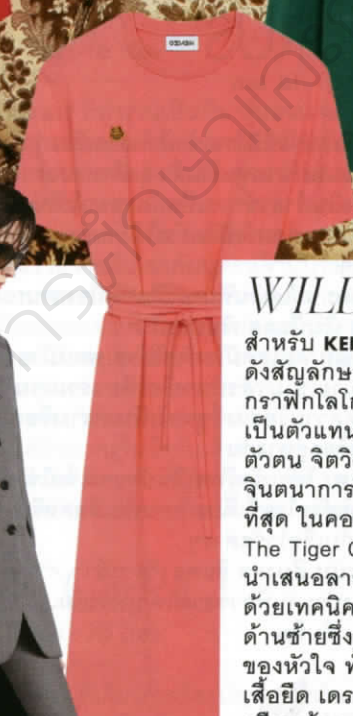 WILL
สำหรับ KEN
ดังสัญลักษ
กราฟิกโลโก
เป็นตัวแทน
ตัวตน จิตวิ
จินตนาการ
ที่สุด ในคอ
The Tiger C
นำเสนอลา
ด้วยเทคนิค
ด้านซ้ายซึ่ง
ของหัวใจ ทั
เสื้อยืด เดร